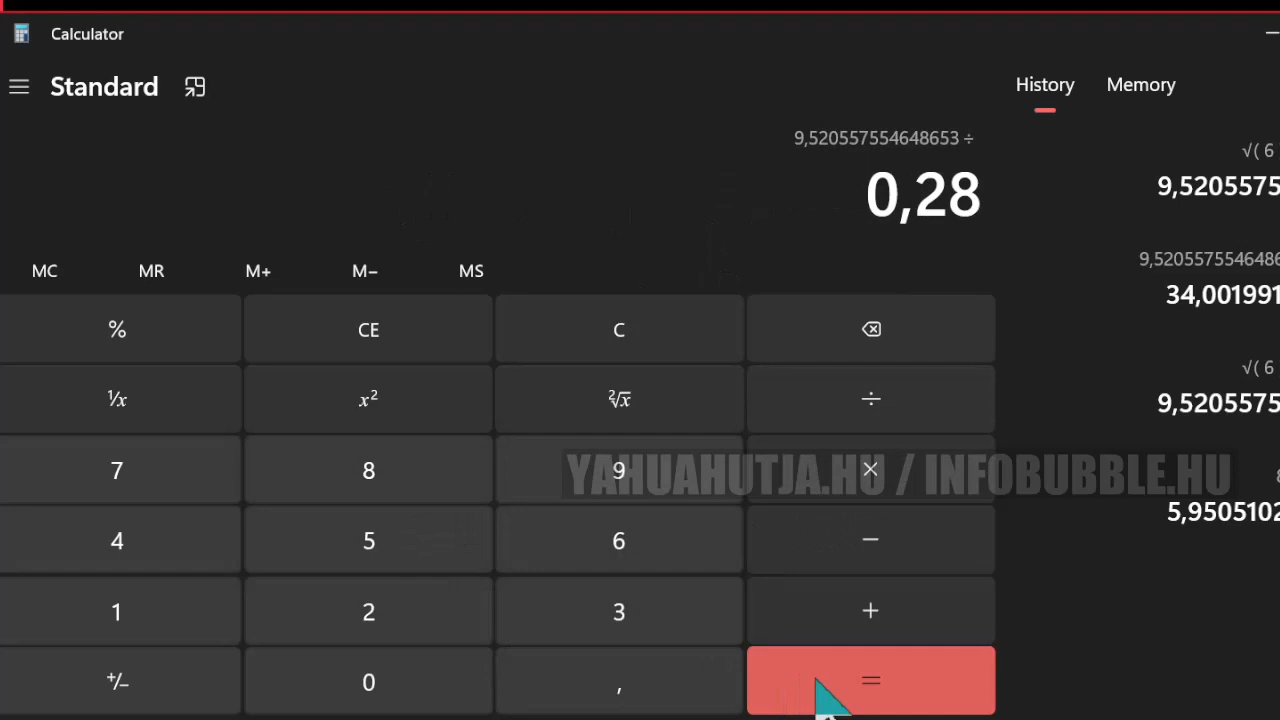 Calculator
Standard
History
Memory
9,520557554648653 ÷
0,28
√( 6
9,5205575
9,5205575546486
34,001991
√( 6
9,5205575
5,9505102
MC
MR
M+
M−
MS
%
CE
C
⅟x
x²
²√x
÷
7
8
9
×
YAHUAHUTJA.HU / INFOBUBBLE.HU
4
5
6
−
1
2
3
+
+/−
0
,
=